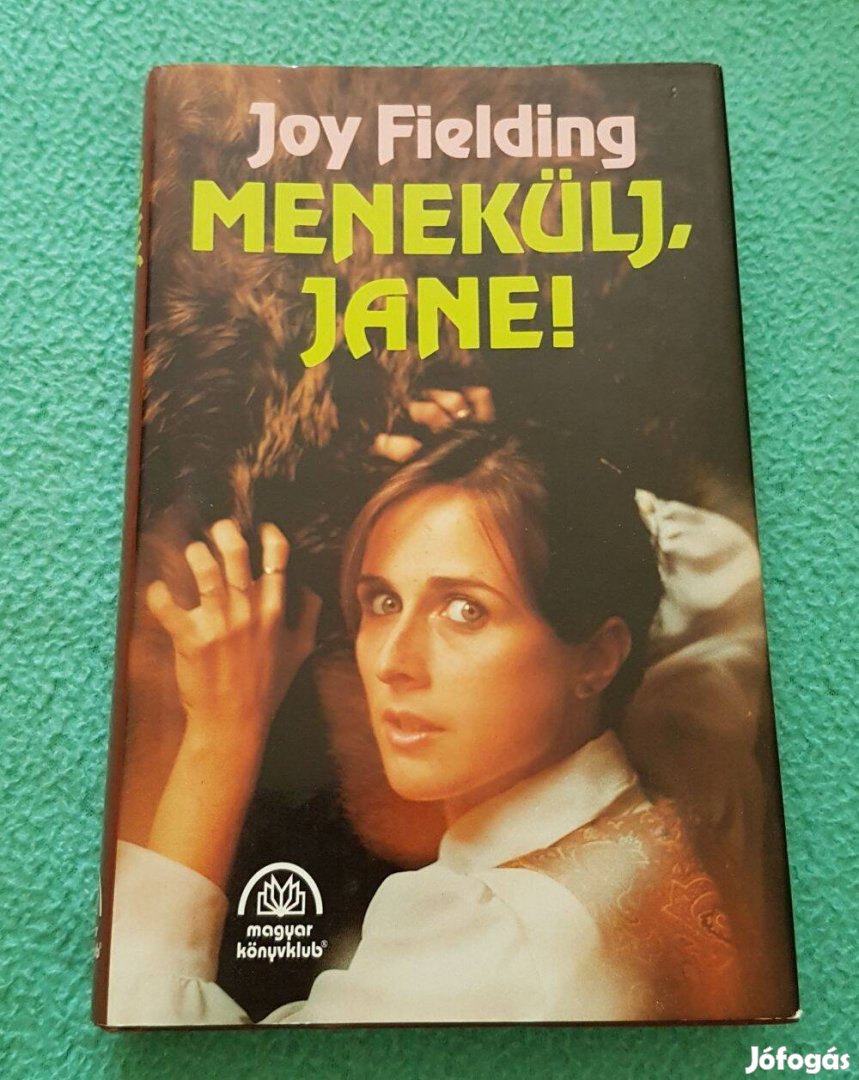 Joy Fielding
MENEKÜLJ,
JANE!
magyar
könyvklub®
Jófogás